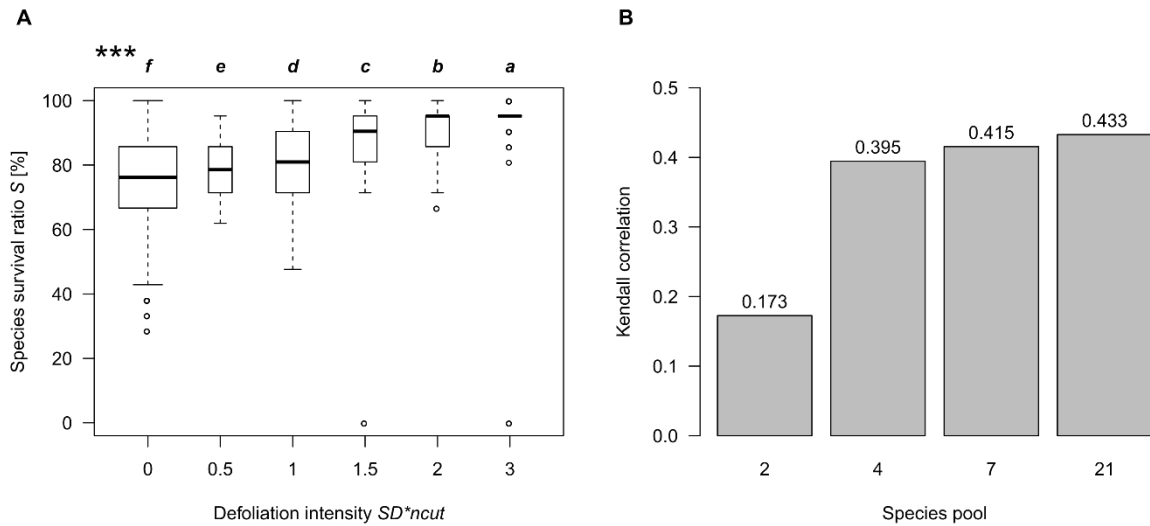 A
***
f e d c b a
Species survival ratio S [%]
100
80
60
40
20
0
0 0.5 1 1.5 2 3
Defoliation intensity SD*ncut
B
Kendall correlation
0.5
0.4
0.3
0.2
0.1
0.0
0.173
0.395
0.415
0.433
2 4 7 21
Species pool